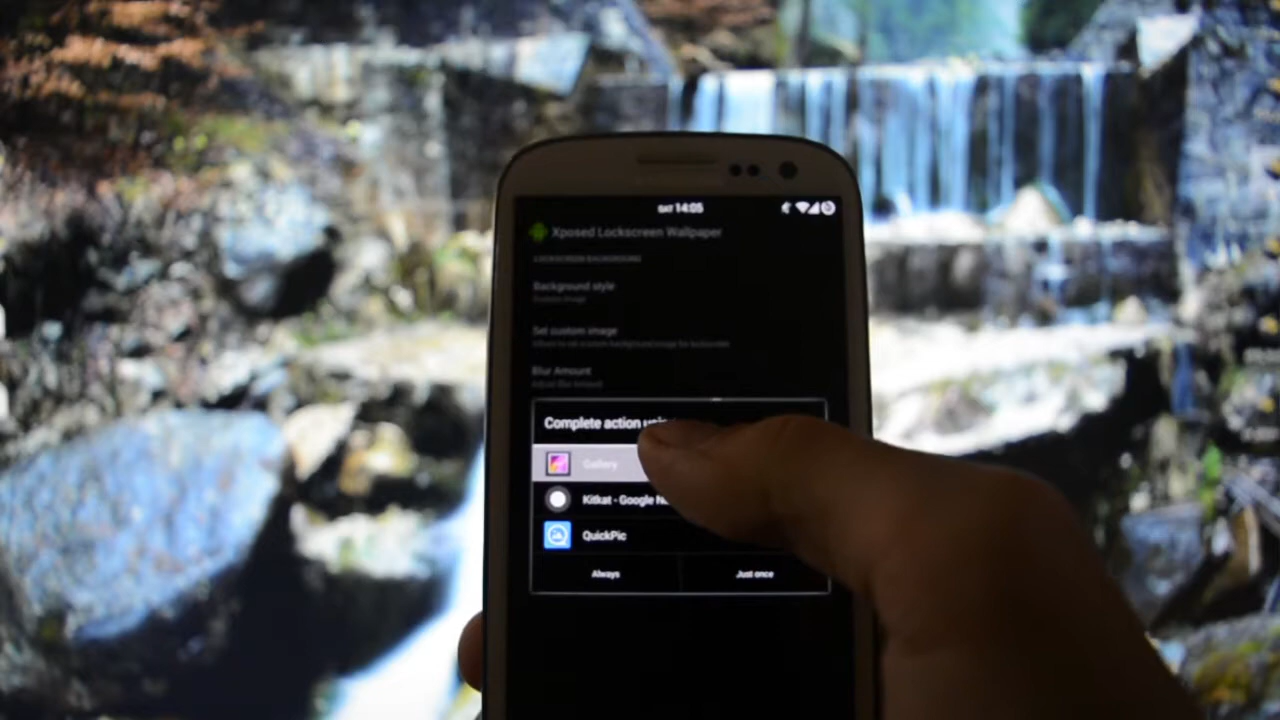 SAT 14:05
Xposed Lockscreen Wallpaper
LOCKSCREEN BACKGROUND
Background style
Custom image
Set custom image
Blur Amount
Adjust Blur Amount
Complete action
Gallery
Kitkat - Google
QuickPic
Always
Just once